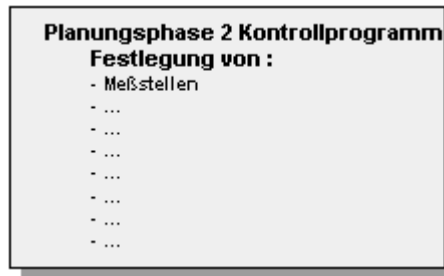 Planungsphase 2 Kontrollprogramm
Festlegung von :
- Meßstellen
- ...
- ...
- ...
- ...
- ...
- ...
- ...